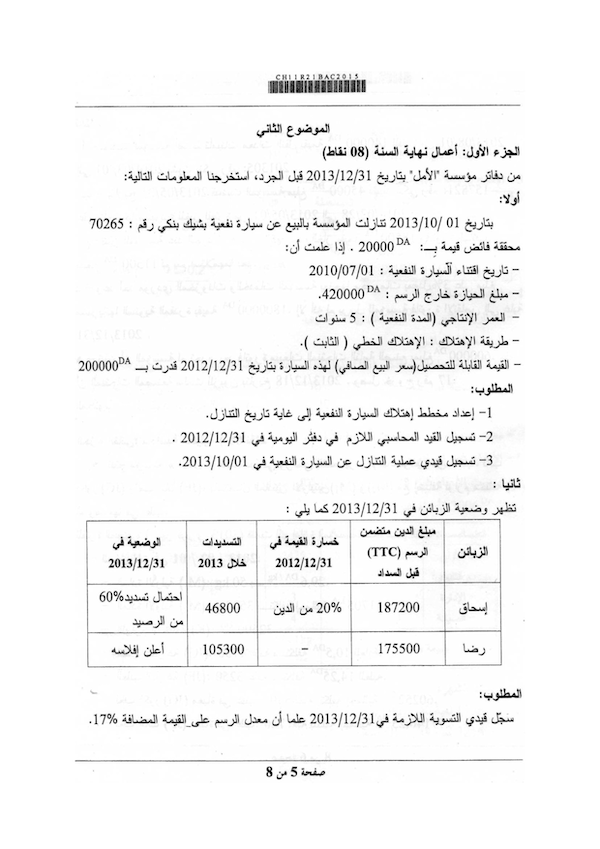 CH11R21BAC2015
الموضوع الثاني
الجزء الأول: أعمال نهاية السنة (08 نقاط)
من دفاتر مؤسسة "الأمل" بتاريخ 2013/12/31 قبل الجرد، استخرجنا المعلومات التالية:
أولا:
بتاريخ 01 /2013/10 تنازلت المؤسسة بالبيع عن سيارة نفعية بشيك بنكي رقم : 70265
محققة فائض قيمة بـ: 20000 DA . إذا علمت أن:
- تاريخ اقتناء السيارة النفعية : 2010/07/01
- مبلغ الحيازة خارج الرسم : 420000DA.
- العمر الإنتاجي (المدة النفعية ) : 5 سنوات
- طريقة الإهتلاك : الإهتلاك الخطي ( الثابت ).
- القيمة القابلة للتحصيل(سعر البيع الصافي) لهذه السيارة بتاريخ 2012/12/31 قدرت بـ 200000DA
المطلوب:
1- إعداد مخطط إهتلاك السيارة النفعية إلى غاية تاريخ التنازل.
2- تسجيل القيد المحاسبي اللازم في دفتر اليومية في 2012/12/31 .
3- تسجيل قيدي عملية التنازل عن السيارة النفعية في 2013/10/01.
ثانيا :
تظهر وضعية الزبائن في 2013/12/31 كما يلي :
الزبائن مبلغ الدين متضمن الرسم (TTC) قبل السداد خسارة القيمة في 2012/12/31 التسديدات خلال 2013 الوضعية في 2013/12/31
إسحاق 187200 20% من الدين 46800 احتمال تسديد 60% من الرصيد
رضا 175500 – 105300 أعلن إفلاسه
المطلوب:
سجّل قيدي التسوية اللازمة في 2013/12/31 علما أن معدل الرسم على القيمة المضافة 17%.
صفحة 5 من 8